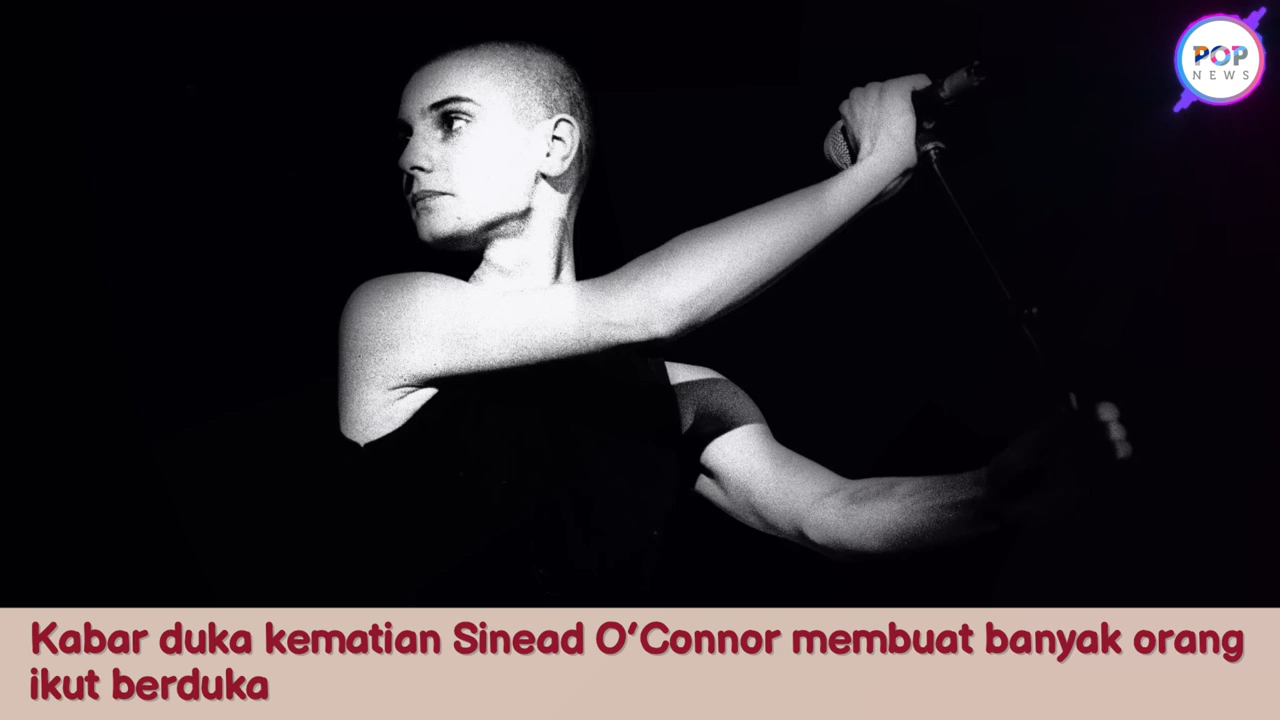 POP
NEWS
Kabar duka kematian Sinead O'Connor membuat banyak orang
ikut berduka